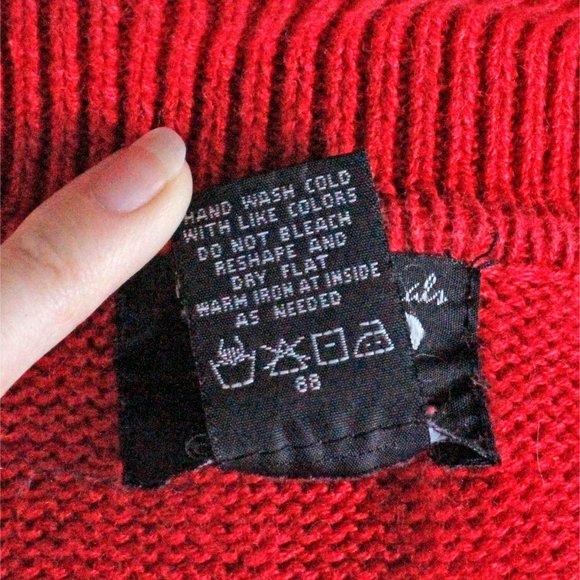 HAND WASH COLD
WITH LIKE COLORS
DO NOT BLEACH
RESHAPE AND
DRY FLAT
WARM IRON AT INSIDE
AS NEEDED
68